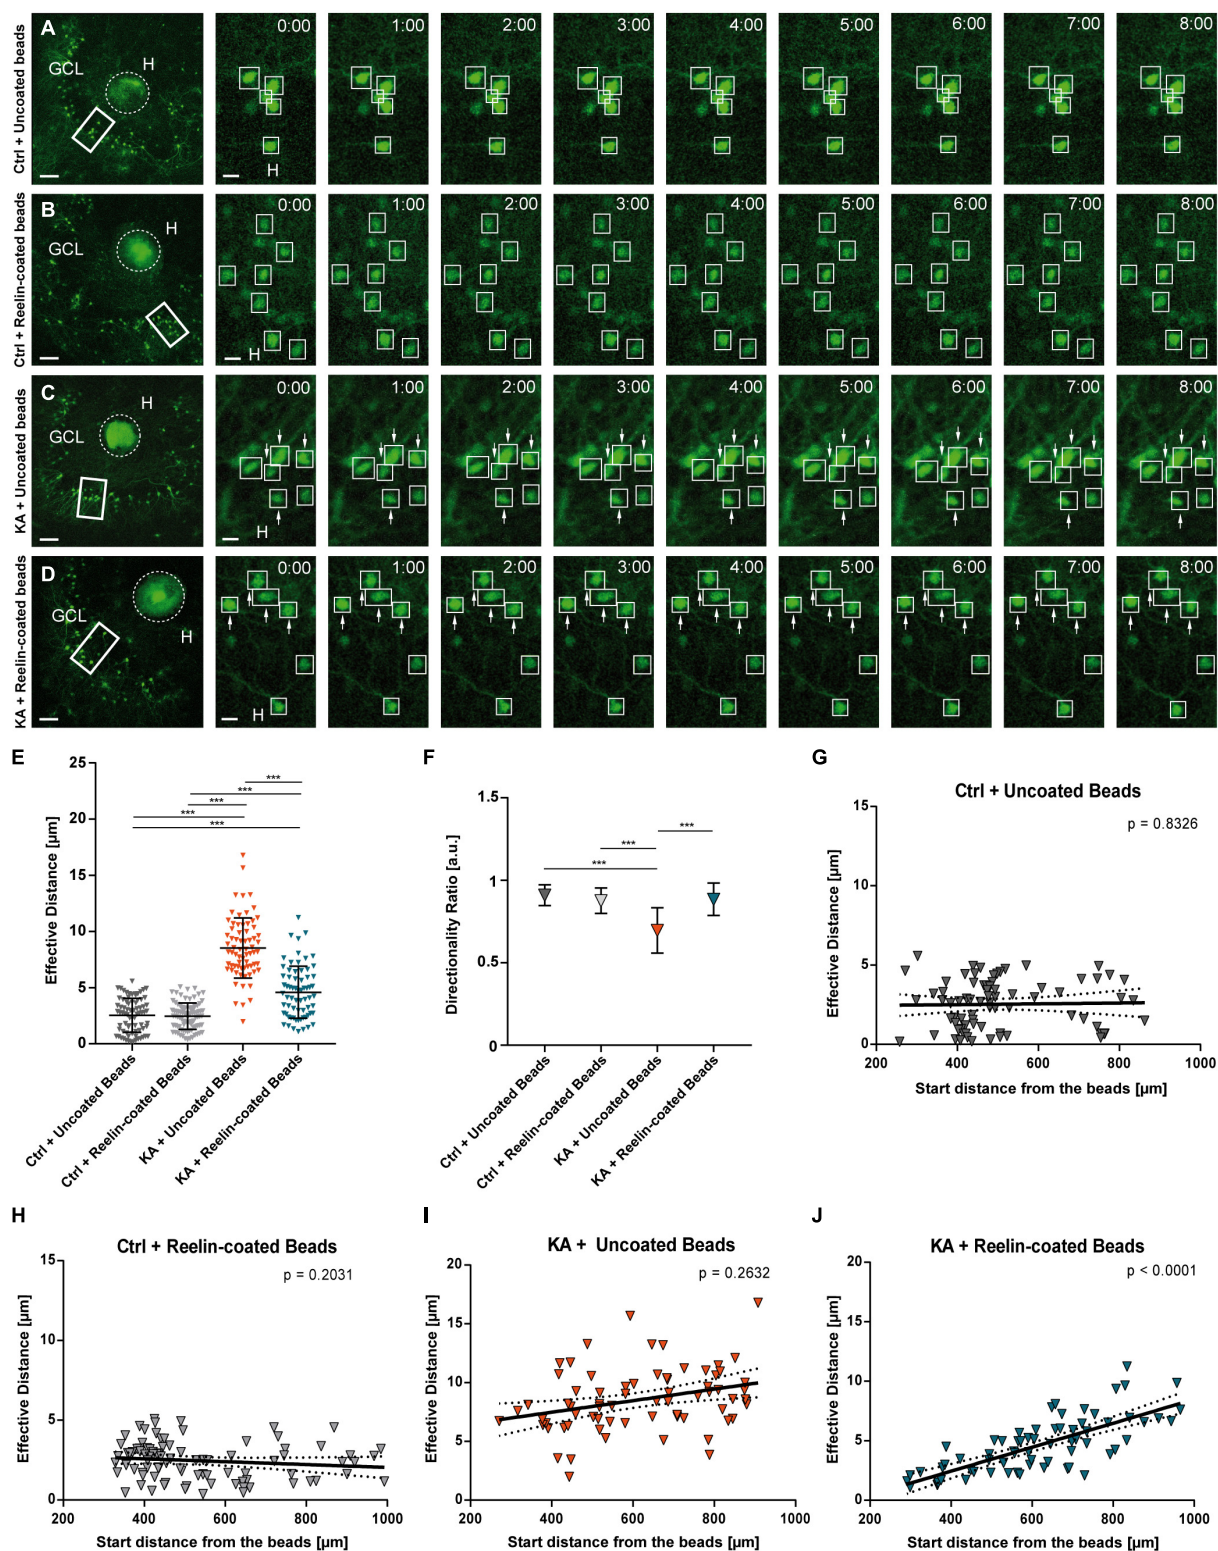 A
Ctrl + Uncoated beads
GCL
H
0:00
1:00
2:00
3:00
4:00
5:00
6:00
7:00
8:00
H
B
Ctrl + Reelin-coated beads
GCL
H
0:00
1:00
2:00
3:00
4:00
5:00
6:00
7:00
8:00
H
C
KA + Uncoated beads
GCL
H
0:00
1:00
2:00
3:00
4:00
5:00
6:00
7:00
8:00
H
D
KA + Reelin-coated beads
GCL
H
0:00
1:00
2:00
3:00
4:00
5:00
6:00
7:00
8:00
H
E
Effective Distance [µm]
25
20
15
10
5
0
***
***
***
***
***
Ctrl + Uncoated Beads
Ctrl + Reelin-coated Beads
KA + Uncoated Beads
KA + Reelin-coated Beads
F
Directionality Ratio [a.u.]
1.5
1
0.5
0
***
***
***
Ctrl + Uncoated Beads
Ctrl + Reelin-coated Beads
KA + Uncoated Beads
KA + Reelin-coated Beads
G
Ctrl + Uncoated Beads
p = 0.8326
Effective Distance [µm]
15
10
5
0
200 400 600 800 1000
Start distance from the beads [µm]
H
Ctrl + Reelin-coated Beads
p = 0.2031
Effective Distance [µm]
15
10
5
0
200 400 600 800 1000
Start distance from the beads [µm]
I
KA + Uncoated Beads
p = 0.2632
Effective Distance [µm]
20
15
10
5
0
200 400 600 800 1000
Start distance from the beads [µm]
J
KA + Reelin-coated Beads
p < 0.0001
Effective Distance [µm]
20
15
10
5
0
200 400 600 800 1000
Start distance from the beads [µm]